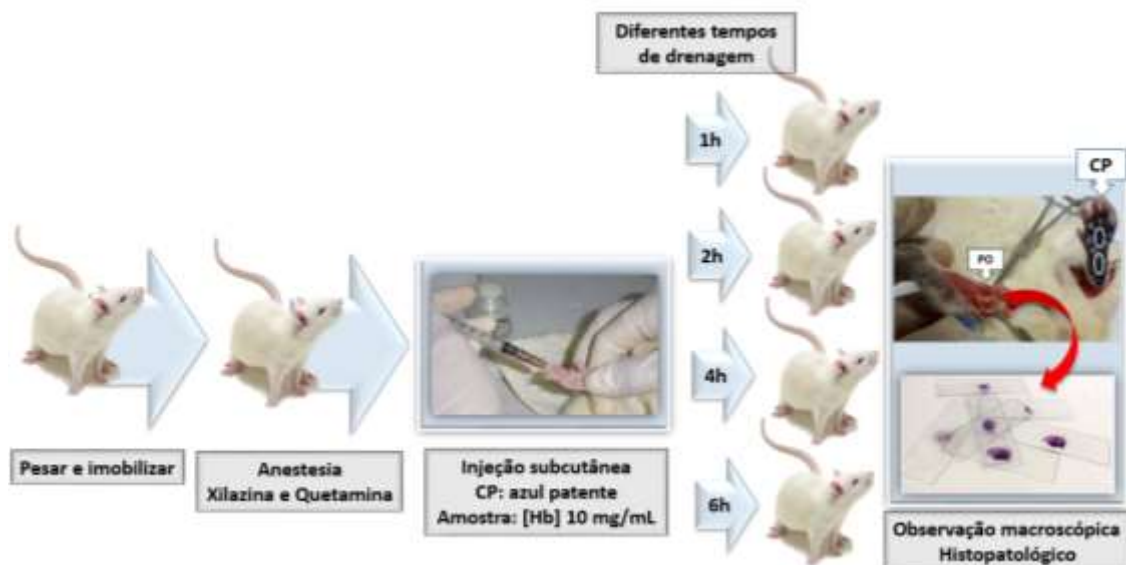 Diferentes tempos
de drenagem
1h
2h
4h
6h
CP
PO
Pesar e imobilizar
Anestesia
Xilazina e Quetamina
Injeção subcutânea
CP: azul patente
Amostra: [Hb] 10 mg/mL
Observação macroscópica
Histopatológico